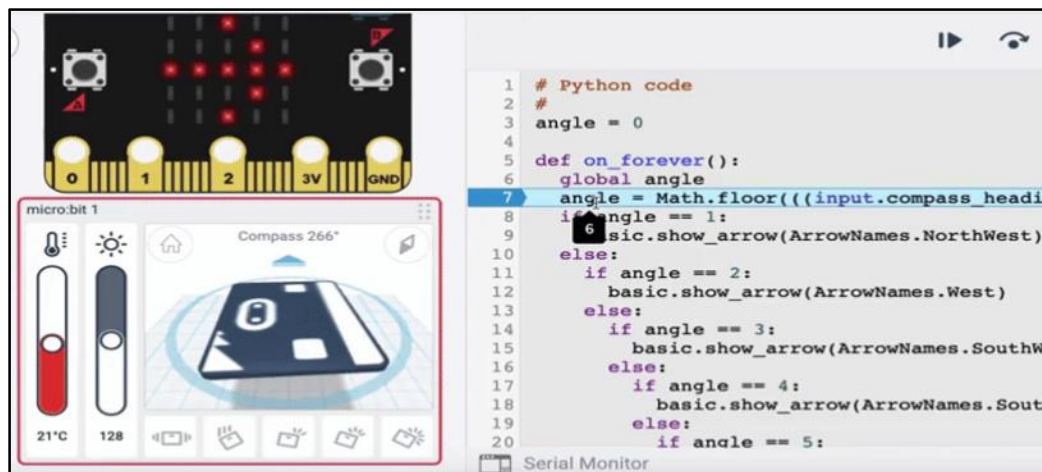 A
B
0 1 2 3V GND
micro:bit 1
Compass 266°
21°C 128
1 # Python code
2 #
3 angle = 0
4
5 def on_forever():
6 global angle
7 angle = Math.floor(((input.compass_headi
8 if angle == 1:
6
9 basic.show_arrow(ArrowNames.NorthWest)
10 else:
11 if angle == 2:
12 basic.show_arrow(ArrowNames.West)
13 else:
14 if angle == 3:
15 basic.show_arrow(ArrowNames.SouthW
16 else:
17 if angle == 4:
18 basic.show_arrow(ArrowNames.Sout
19 else:
20 if angle == 5:
Serial Monitor